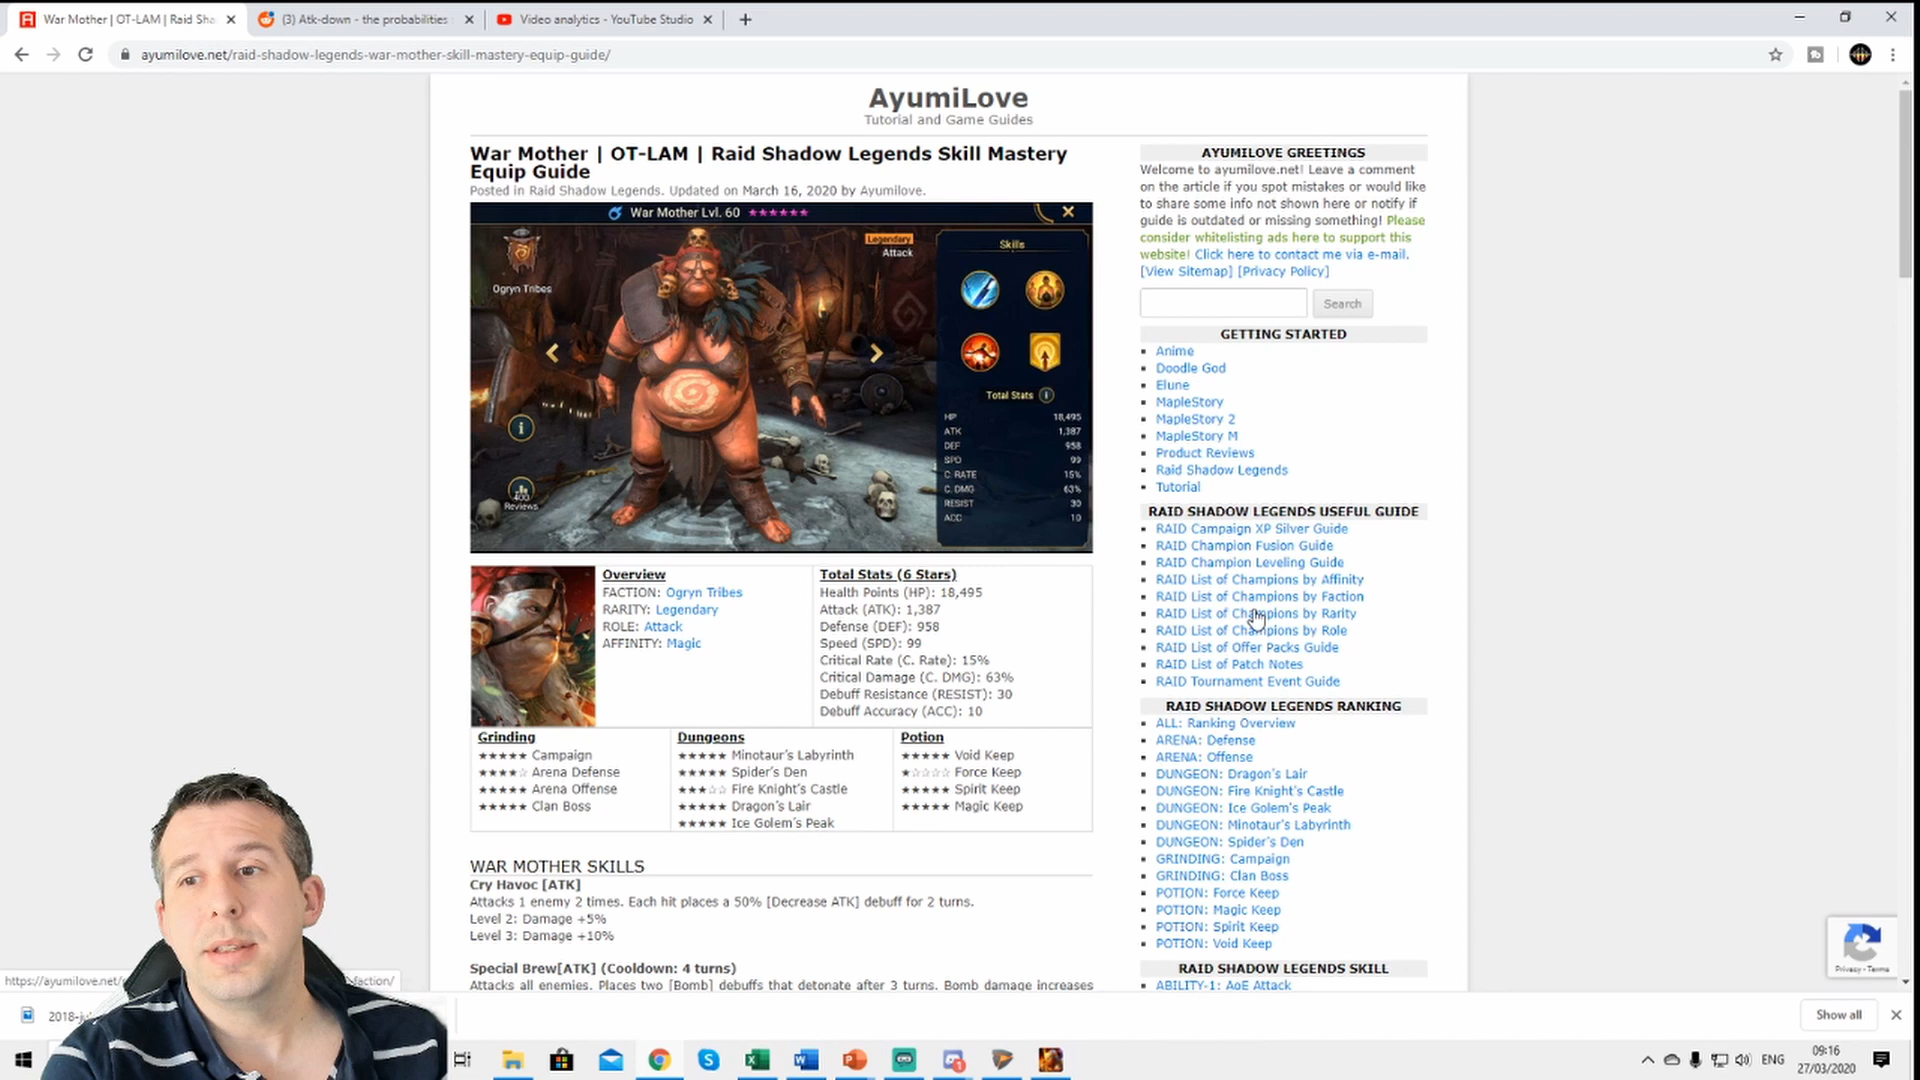 War Mother | OT-LAM | Raid Sha
(3) Atk-down - the probabilities
Video analytics - YouTube Studio
ayumilove.net/raid-shadow-legends-war-mother-skill-mastery-equip-guide/
AyumiLove
Tutorial and Game Guides
War Mother | OT-LAM | Raid Shadow Legends Skill Mastery
Equip Guide
Posted in Raid Shadow Legends. Updated on March 16, 2020 by Ayumilove.
War Mother Lvl. 60
Legendary
Attack
Ogryn Tribes
400
Reviews
Skills
Total Stats
HP 18,495
ATK 1,387
DEF 958
SPD 99
C. RATE 15%
C. DMG 63%
RESIST 30
ACC 10
Overview
FACTION: Ogryn Tribes
RARITY: Legendary
ROLE: Attack
AFFINITY: Magic
Total Stats (6 Stars)
Health Points (HP): 18,495
Attack (ATK): 1,387
Defense (DEF): 958
Speed (SPD): 99
Critical Rate (C. Rate): 15%
Critical Damage (C. DMG): 63%
Debuff Resistance (RESIST): 30
Debuff Accuracy (ACC): 10
Grinding
★★★★★ Campaign
★★★★☆ Arena Defense
★★★★★ Arena Offense
★★★★★ Clan Boss
Dungeons
★★★★★ Minotaur's Labyrinth
★★★★★ Spider's Den
★★★☆☆ Fire Knight's Castle
★★★★★ Dragon's Lair
★★★★★ Ice Golem's Peak
Potion
★★★★★ Void Keep
★☆☆☆☆ Force Keep
★★★★★ Spirit Keep
★★★★★ Magic Keep
WAR MOTHER SKILLS
Cry Havoc [ATK]
Attacks 1 enemy 2 times. Each hit places a 50% [Decrease ATK] debuff for 2 turns.
Level 2: Damage +5%
Level 3: Damage +10%
Special Brew[ATK] (Cooldown: 4 turns)
Attacks all enemies. Places two [Bomb] debuffs that detonate after 3 turns. Bomb damage increases
AYUMILOVE GREETINGS
Welcome to ayumilove.net! Leave a comment
on the article if you spot mistakes or would like
to share some info not shown here or notify if
guide is outdated or missing something! Please
consider whitelisting ads here to support this
website! Click here to contact me via e-mail.
[View Sitemap] [Privacy Policy]
Search
GETTING STARTED
Anime
Doodle God
Elune
MapleStory
MapleStory 2
MapleStory M
Product Reviews
Raid Shadow Legends
Tutorial
RAID SHADOW LEGENDS USEFUL GUIDE
RAID Campaign XP Silver Guide
RAID Champion Fusion Guide
RAID Champion Leveling Guide
RAID List of Champions by Affinity
RAID List of Champions by Faction
RAID List of Champions by Rarity
RAID List of Champions by Role
RAID List of Offer Packs Guide
RAID List of Patch Notes
RAID Tournament Event Guide
RAID SHADOW LEGENDS RANKING
ALL: Ranking Overview
ARENA: Defense
ARENA: Offense
DUNGEON: Dragon's Lair
DUNGEON: Fire Knight's Castle
DUNGEON: Ice Golem's Peak
DUNGEON: Minotaur's Labyrinth
DUNGEON: Spider's Den
GRINDING: Campaign
GRINDING: Clan Boss
POTION: Force Keep
POTION: Magic Keep
POTION: Spirit Keep
POTION: Void Keep
RAID SHADOW LEGENDS SKILL
ABILITY-1: AoE Attack
Privacy - Terms
https://ayumilove.net/
faction/
2018-ju
Show all
ENG
09:16
27/03/2020